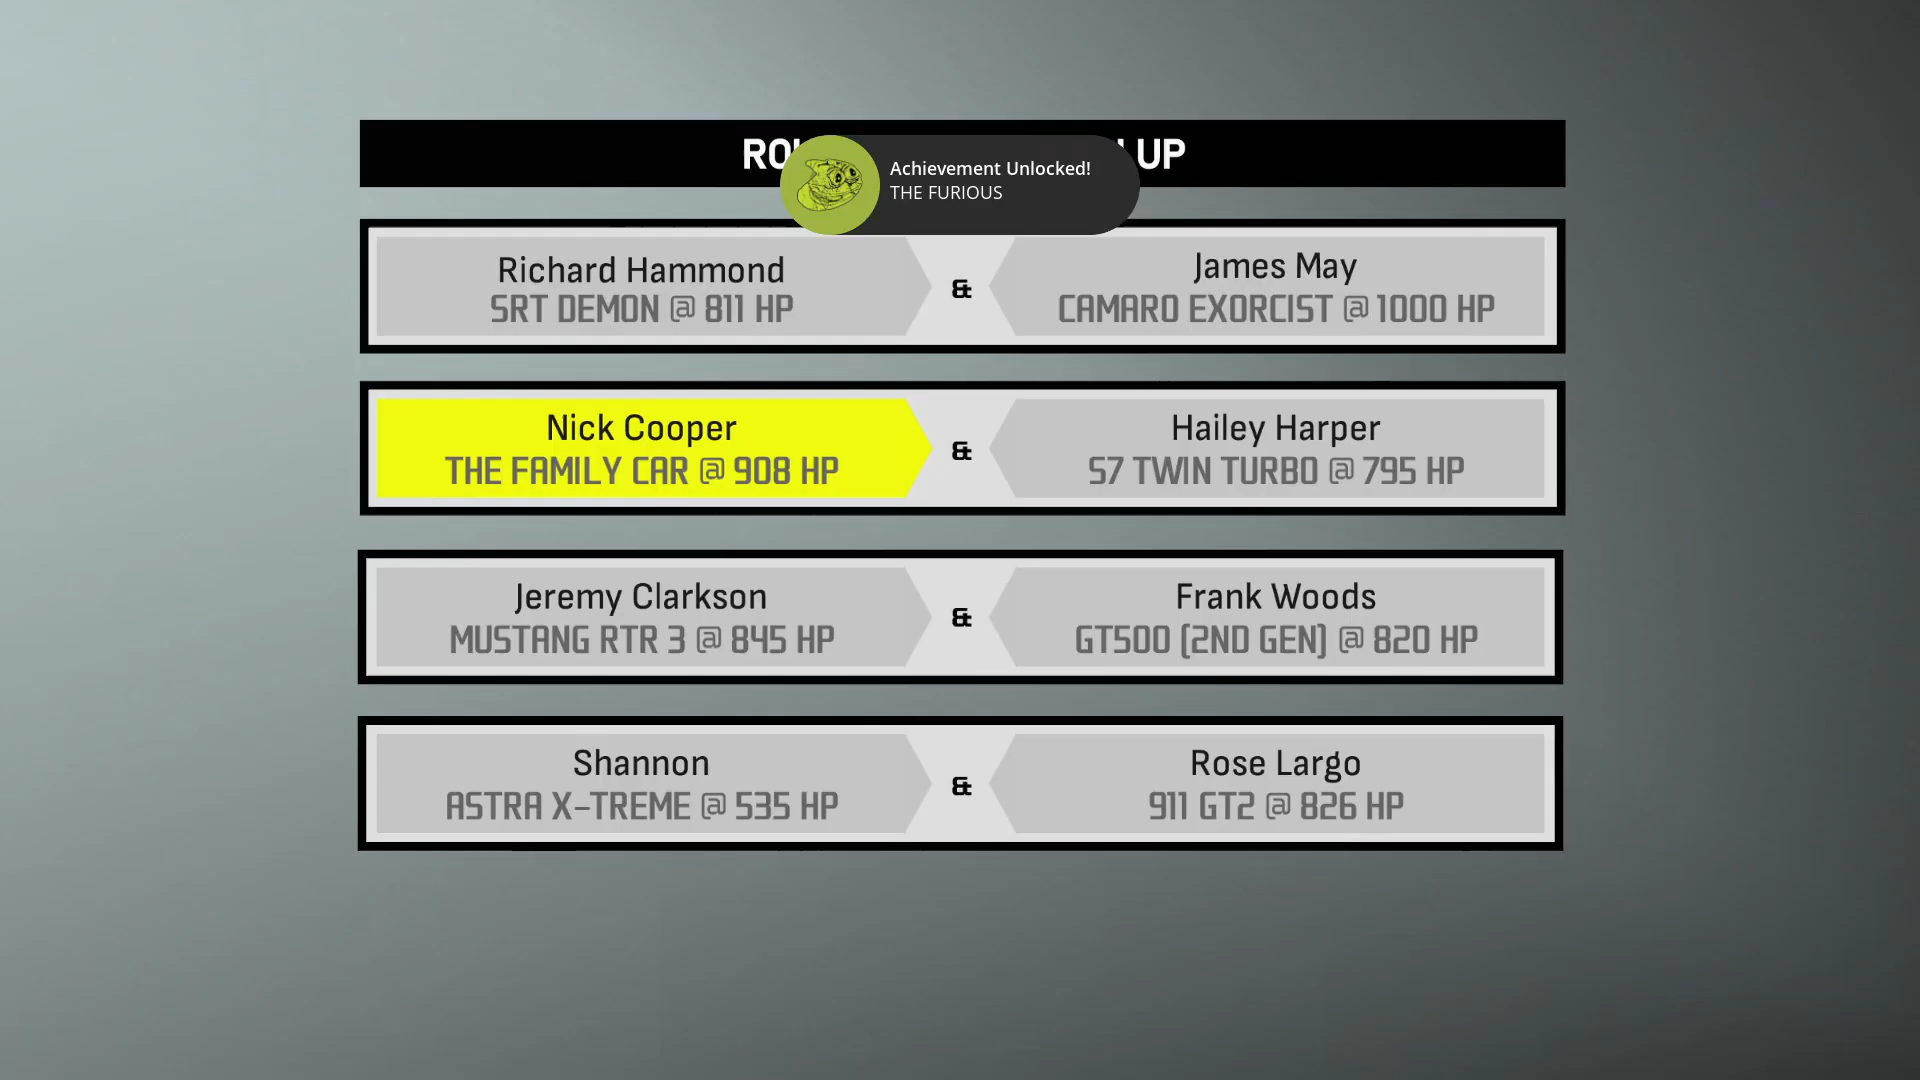 UP
Achievement Unlocked!
THE FURIOUS
Richard Hammond
SRT DEMON @ 811 HP
&
James May
CAMARO EXORCIST @ 1000 HP
Nick Cooper
THE FAMILY CAR @ 908 HP
&
Hailey Harper
S7 TWIN TURBO @ 795 HP
Jeremy Clarkson
MUSTANG RTR 3 @ 845 HP
&
Frank Woods
GT500 (2ND GEN) @ 820 HP
Shannon
ASTRA X-TREME @ 535 HP
&
Rose Largo
911 GT2 @ 826 HP